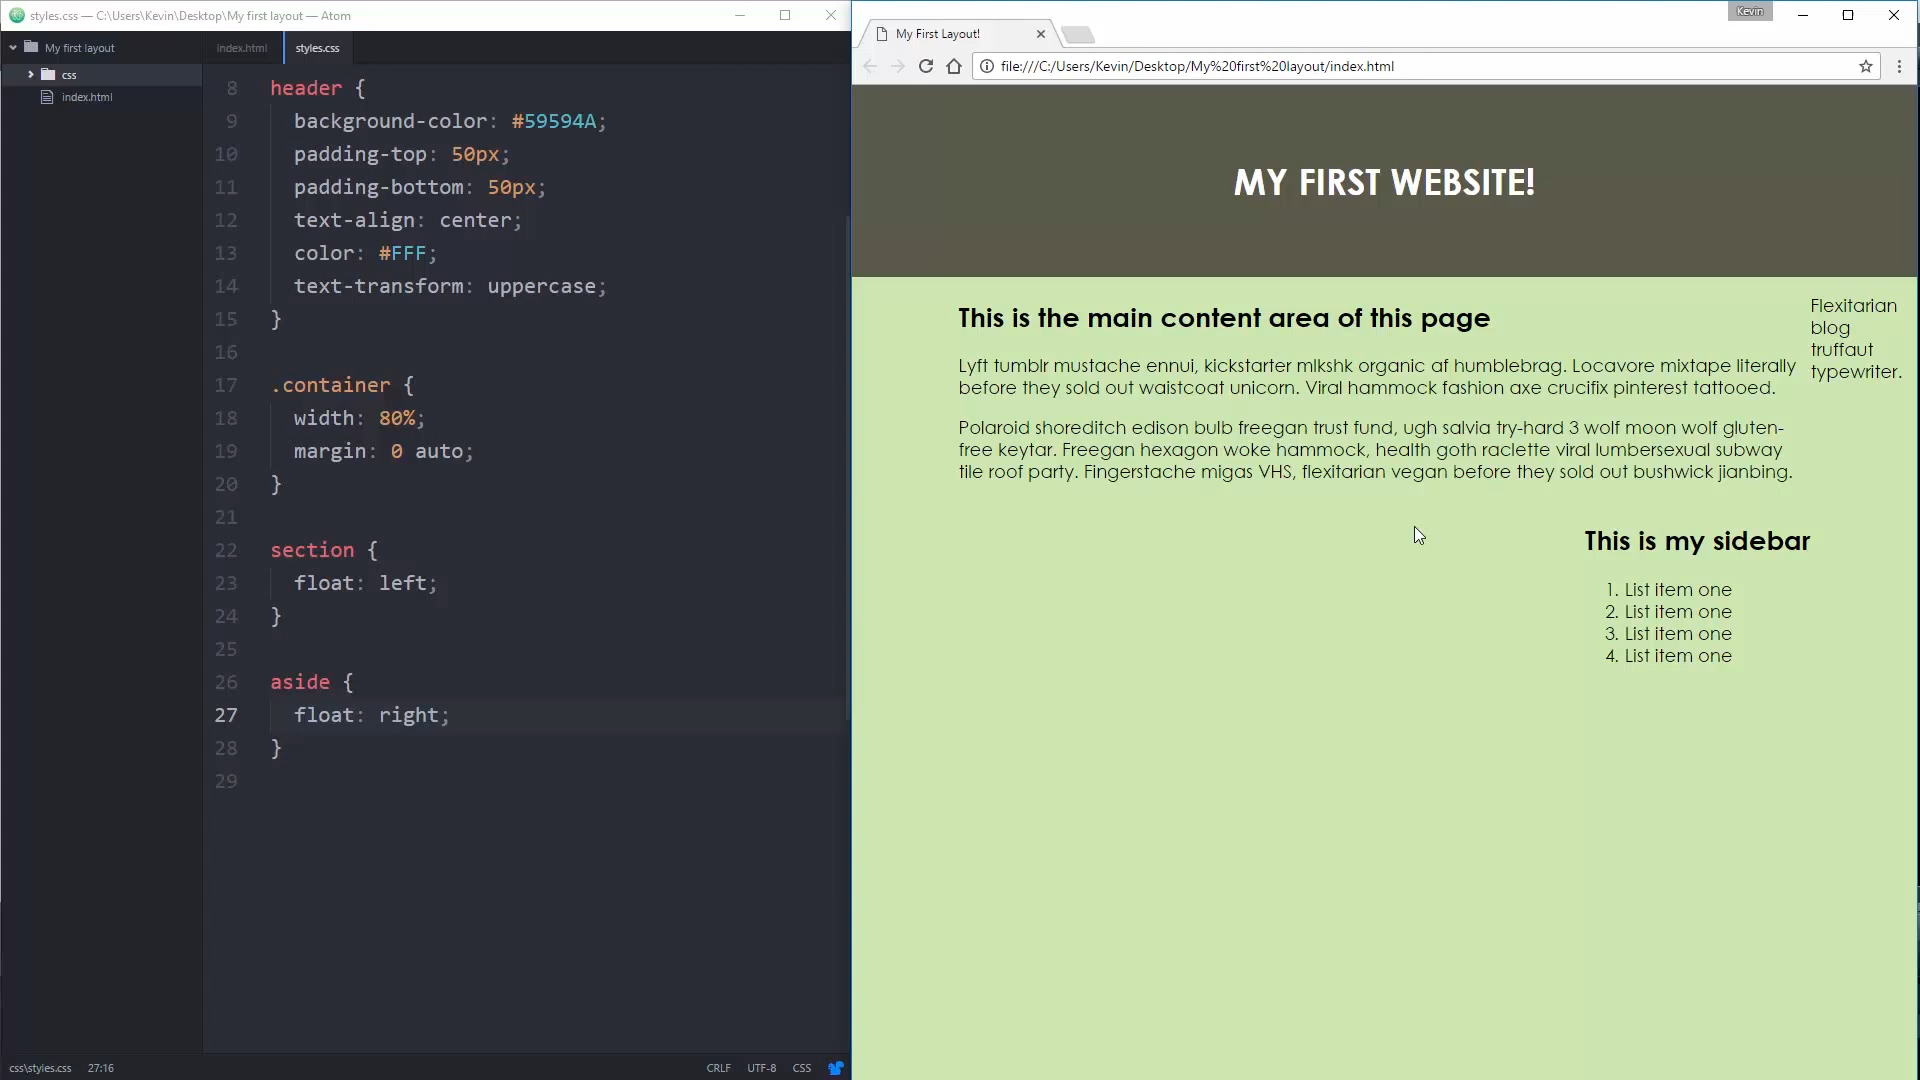 styles.css — C:\Users\Kevin\Desktop\My first layout — Atom
My first layout
css
index.html
index.html
styles.css
8 header {
9 background-color: #59594A;
10 padding-top: 50px;
11 padding-bottom: 50px;
12 text-align: center;
13 color: #FFF;
14 text-transform: uppercase;
15 }
16
17 .container {
18 width: 80%;
19 margin: 0 auto;
20 }
21
22 section {
23 float: left;
24 }
25
26 aside {
27 float: right;
28 }
29
css\styles.css 27:16
CRLF UTF-8 CSS
Kevin
My First Layout!
file:///C:/Users/Kevin/Desktop/My%20first%20layout/index.html
MY FIRST WEBSITE!
This is the main content area of this page
Lyft tumblr mustache ennui, kickstarter mlkshk organic af humblebrag. Locavore mixtape literally
before they sold out waistcoat unicorn. Viral hammock fashion axe crucifix pinterest tattooed.
Polaroid shoreditch edison bulb freegan trust fund, ugh salvia try-hard 3 wolf moon wolf gluten-
free keytar. Freegan hexagon woke hammock, health goth raclette viral lumbersexual subway
tile roof party. Fingerstache migas VHS, flexitarian vegan before they sold out bushwick jianbing.
Flexitarian
blog
truffaut
typewriter.
This is my sidebar
1. List item one
2. List item one
3. List item one
4. List item one